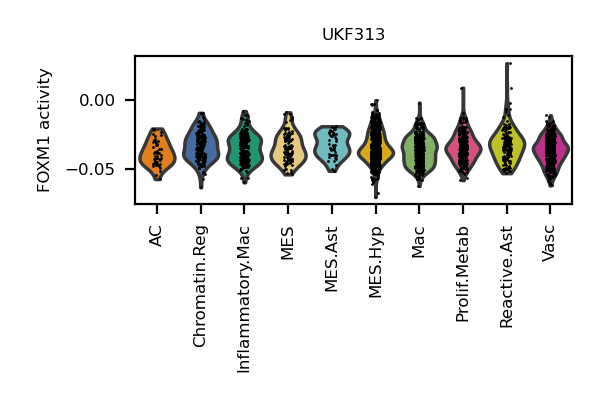 UKF313
FOXM1 activity
0.00
−0.05
AC
Chromatin.Reg
Inflammatory.Mac
MES
MES.Ast
MES.Hyp
Mac
Prolif.Metab
Reactive.Ast
Vasc